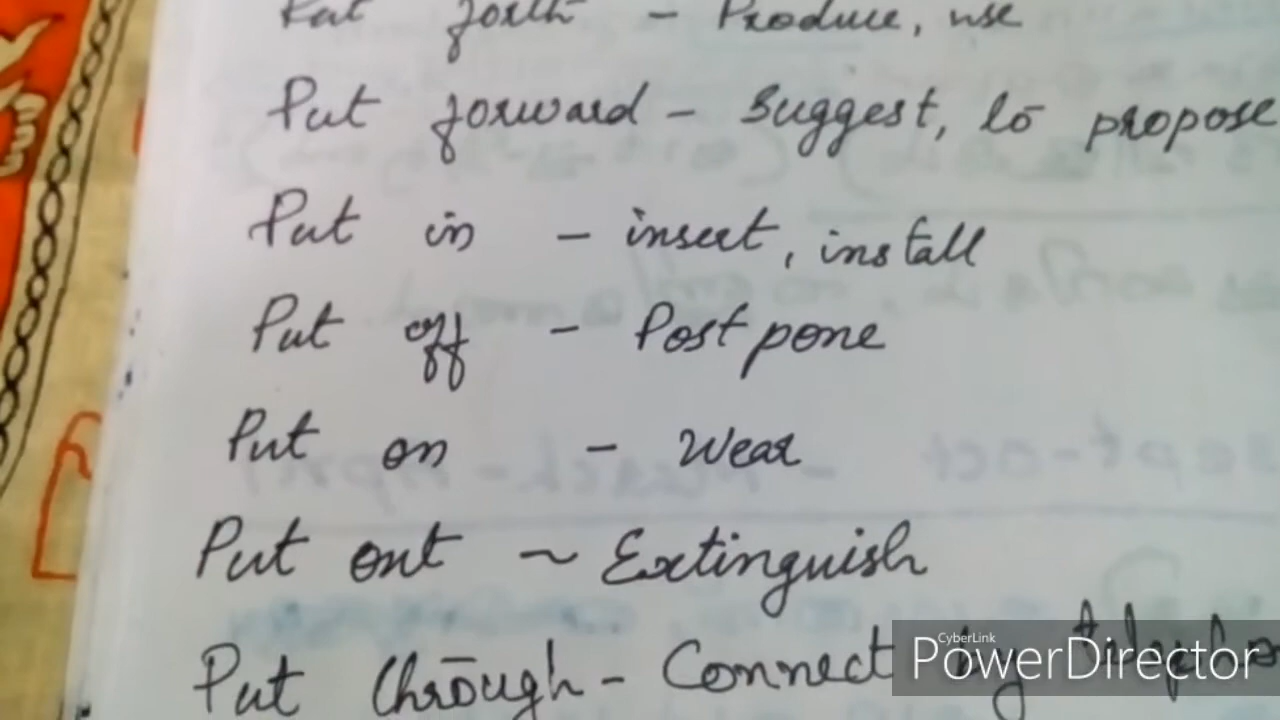 Put forth - Produce, use
Put forward - Suggest, to propose
Put in - insert, install
Put off - Postpone
Put on - Wear
Put out ~ Extinguish
Put through - Connect by
CyberLink
PowerDirector